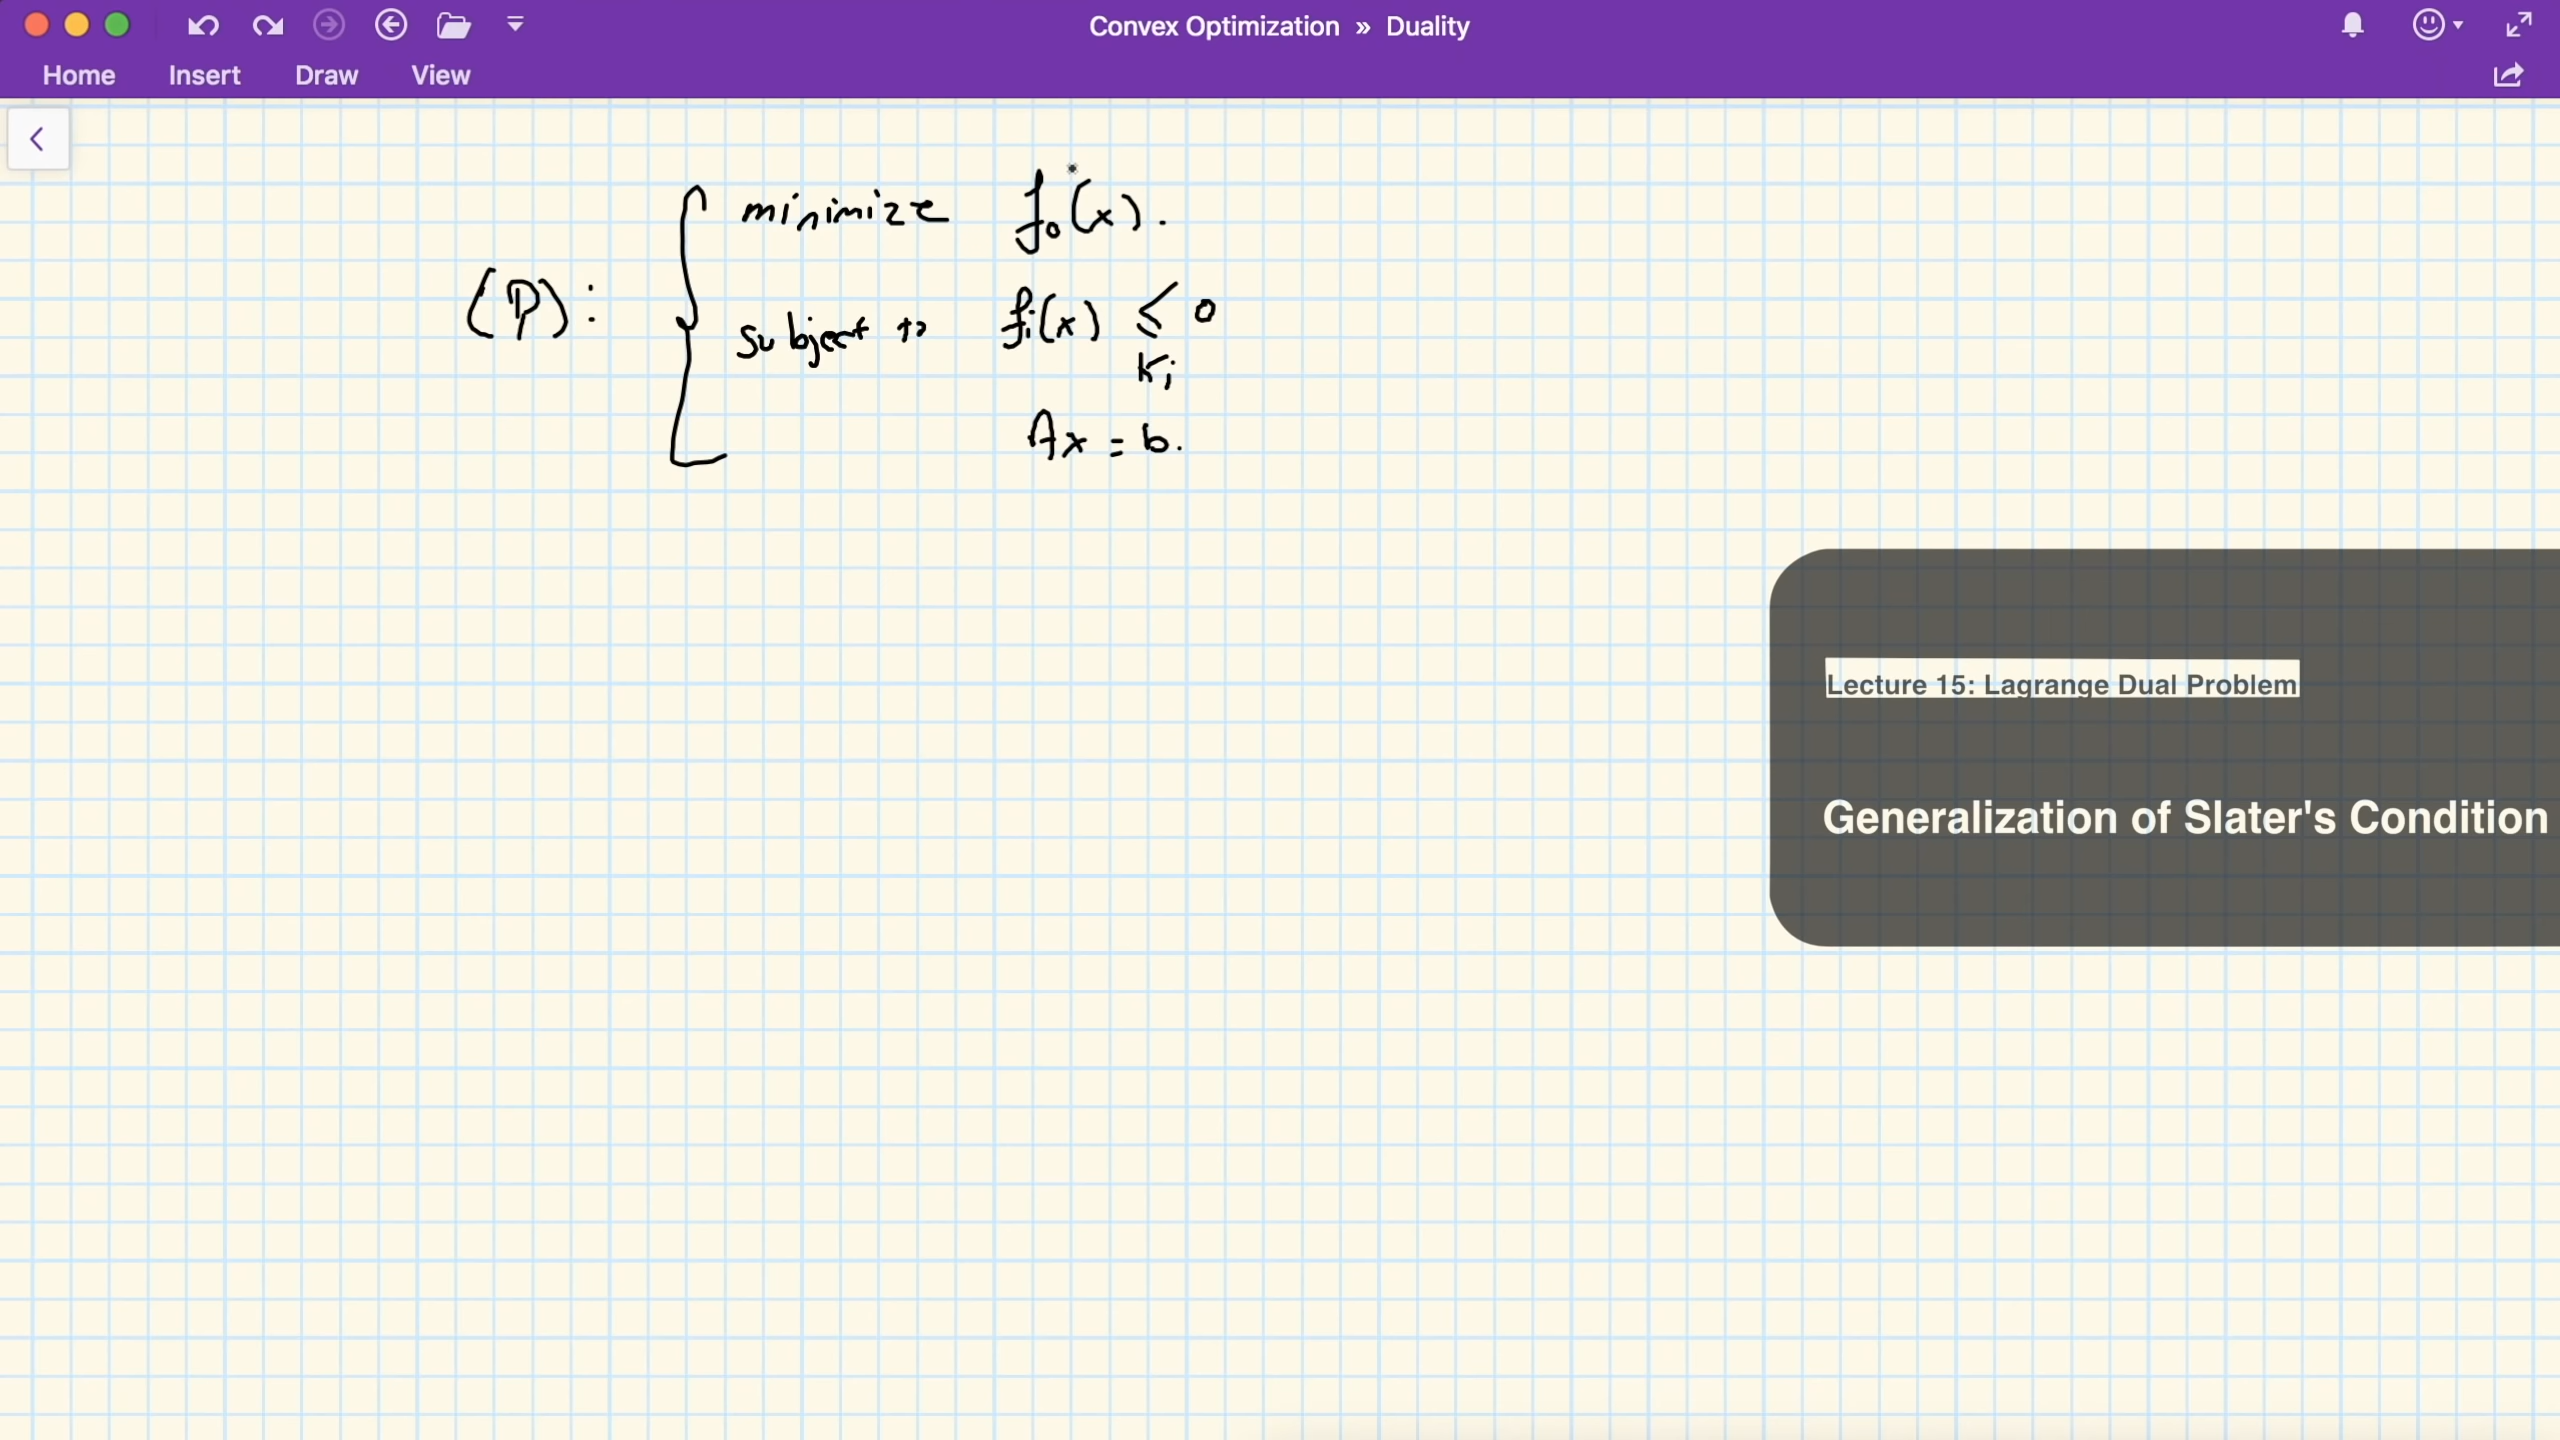 Convex Optimization » Duality
Home Insert Draw View
minimize f₀(x).
(P):
subject to fᵢ(x) ≤ 0
Kᵢ
Ax = b.
Lecture 15: Lagrange Dual Problem
Generalization of Slater's Condition